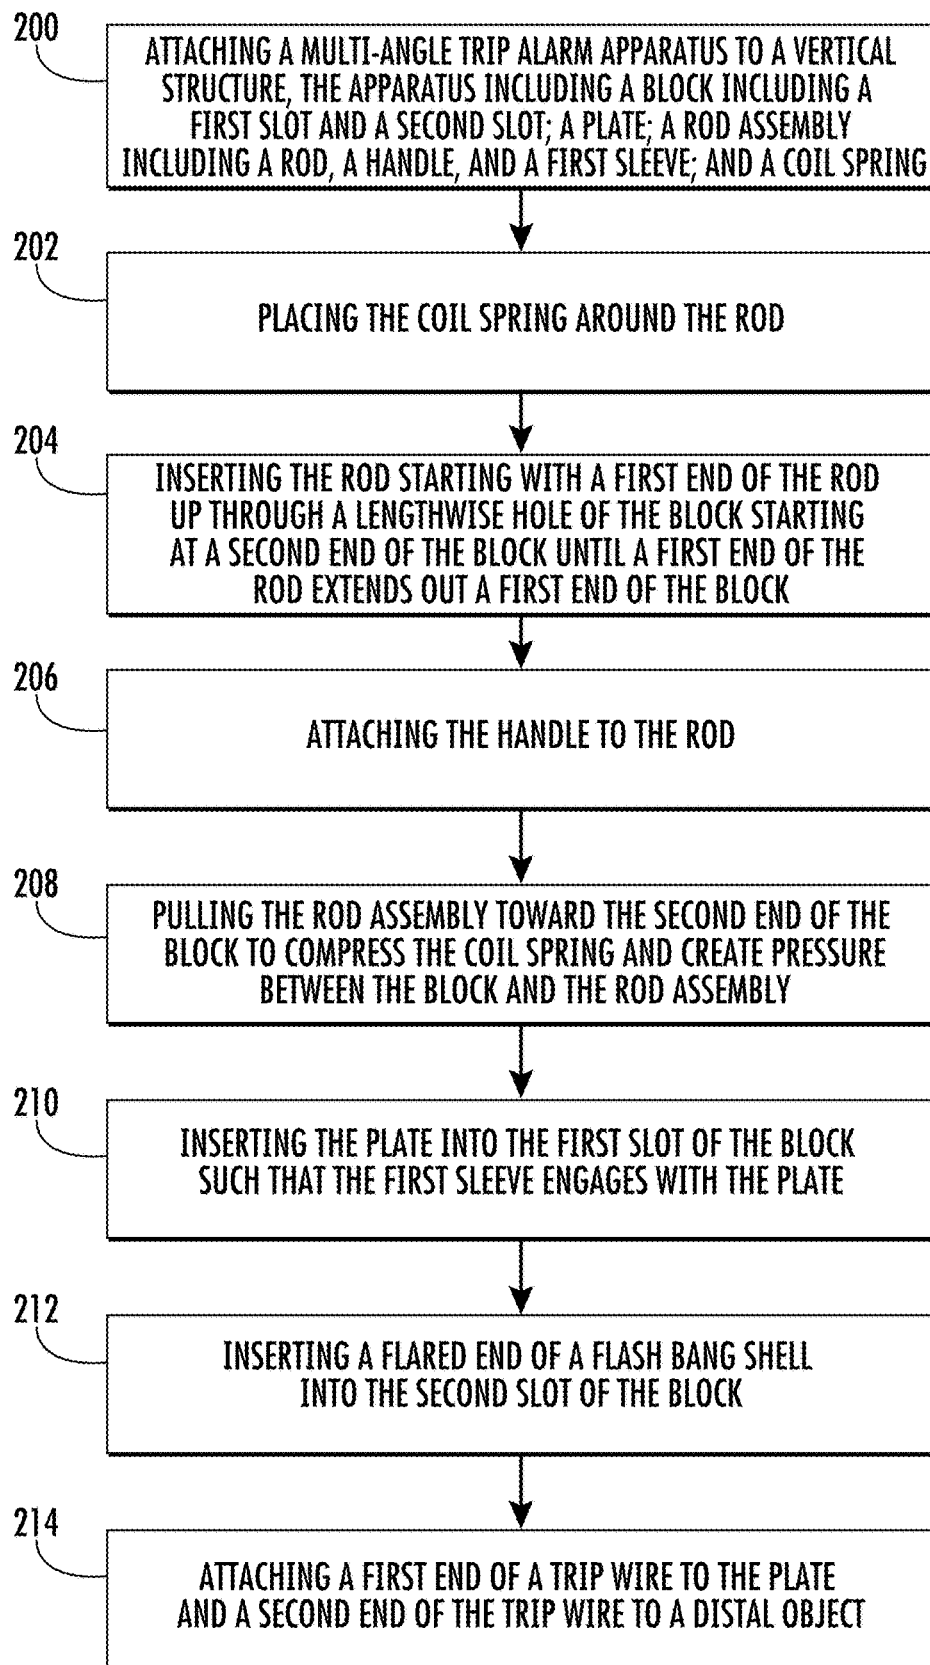 200
ATTACHING A MULTI-ANGLE TRIP ALARM APPARATUS TO A VERTICAL
STRUCTURE, THE APPARATUS INCLUDING A BLOCK INCLUDING A
FIRST SLOT AND A SECOND SLOT; A PLATE; A ROD ASSEMBLY
INCLUDING A ROD, A HANDLE, AND A FIRST SLEEVE; AND A COIL SPRING
202
PLACING THE COIL SPRING AROUND THE ROD
204
INSERTING THE ROD STARTING WITH A FIRST END OF THE ROD
UP THROUGH A LENGTHWISE HOLE OF THE BLOCK STARTING
AT A SECOND END OF THE BLOCK UNTIL A FIRST END OF THE
ROD EXTENDS OUT A FIRST END OF THE BLOCK
206
ATTACHING THE HANDLE TO THE ROD
208
PULLING THE ROD ASSEMBLY TOWARD THE SECOND END OF THE
BLOCK TO COMPRESS THE COIL SPRING AND CREATE PRESSURE
BETWEEN THE BLOCK AND THE ROD ASSEMBLY
210
INSERTING THE PLATE INTO THE FIRST SLOT OF THE BLOCK
SUCH THAT THE FIRST SLEEVE ENGAGES WITH THE PLATE
212
INSERTING A FLARED END OF A FLASH BANG SHELL
INTO THE SECOND SLOT OF THE BLOCK
214
ATTACHING A FIRST END OF A TRIP WIRE TO THE PLATE
AND A SECOND END OF THE TRIP WIRE TO A DISTAL OBJECT